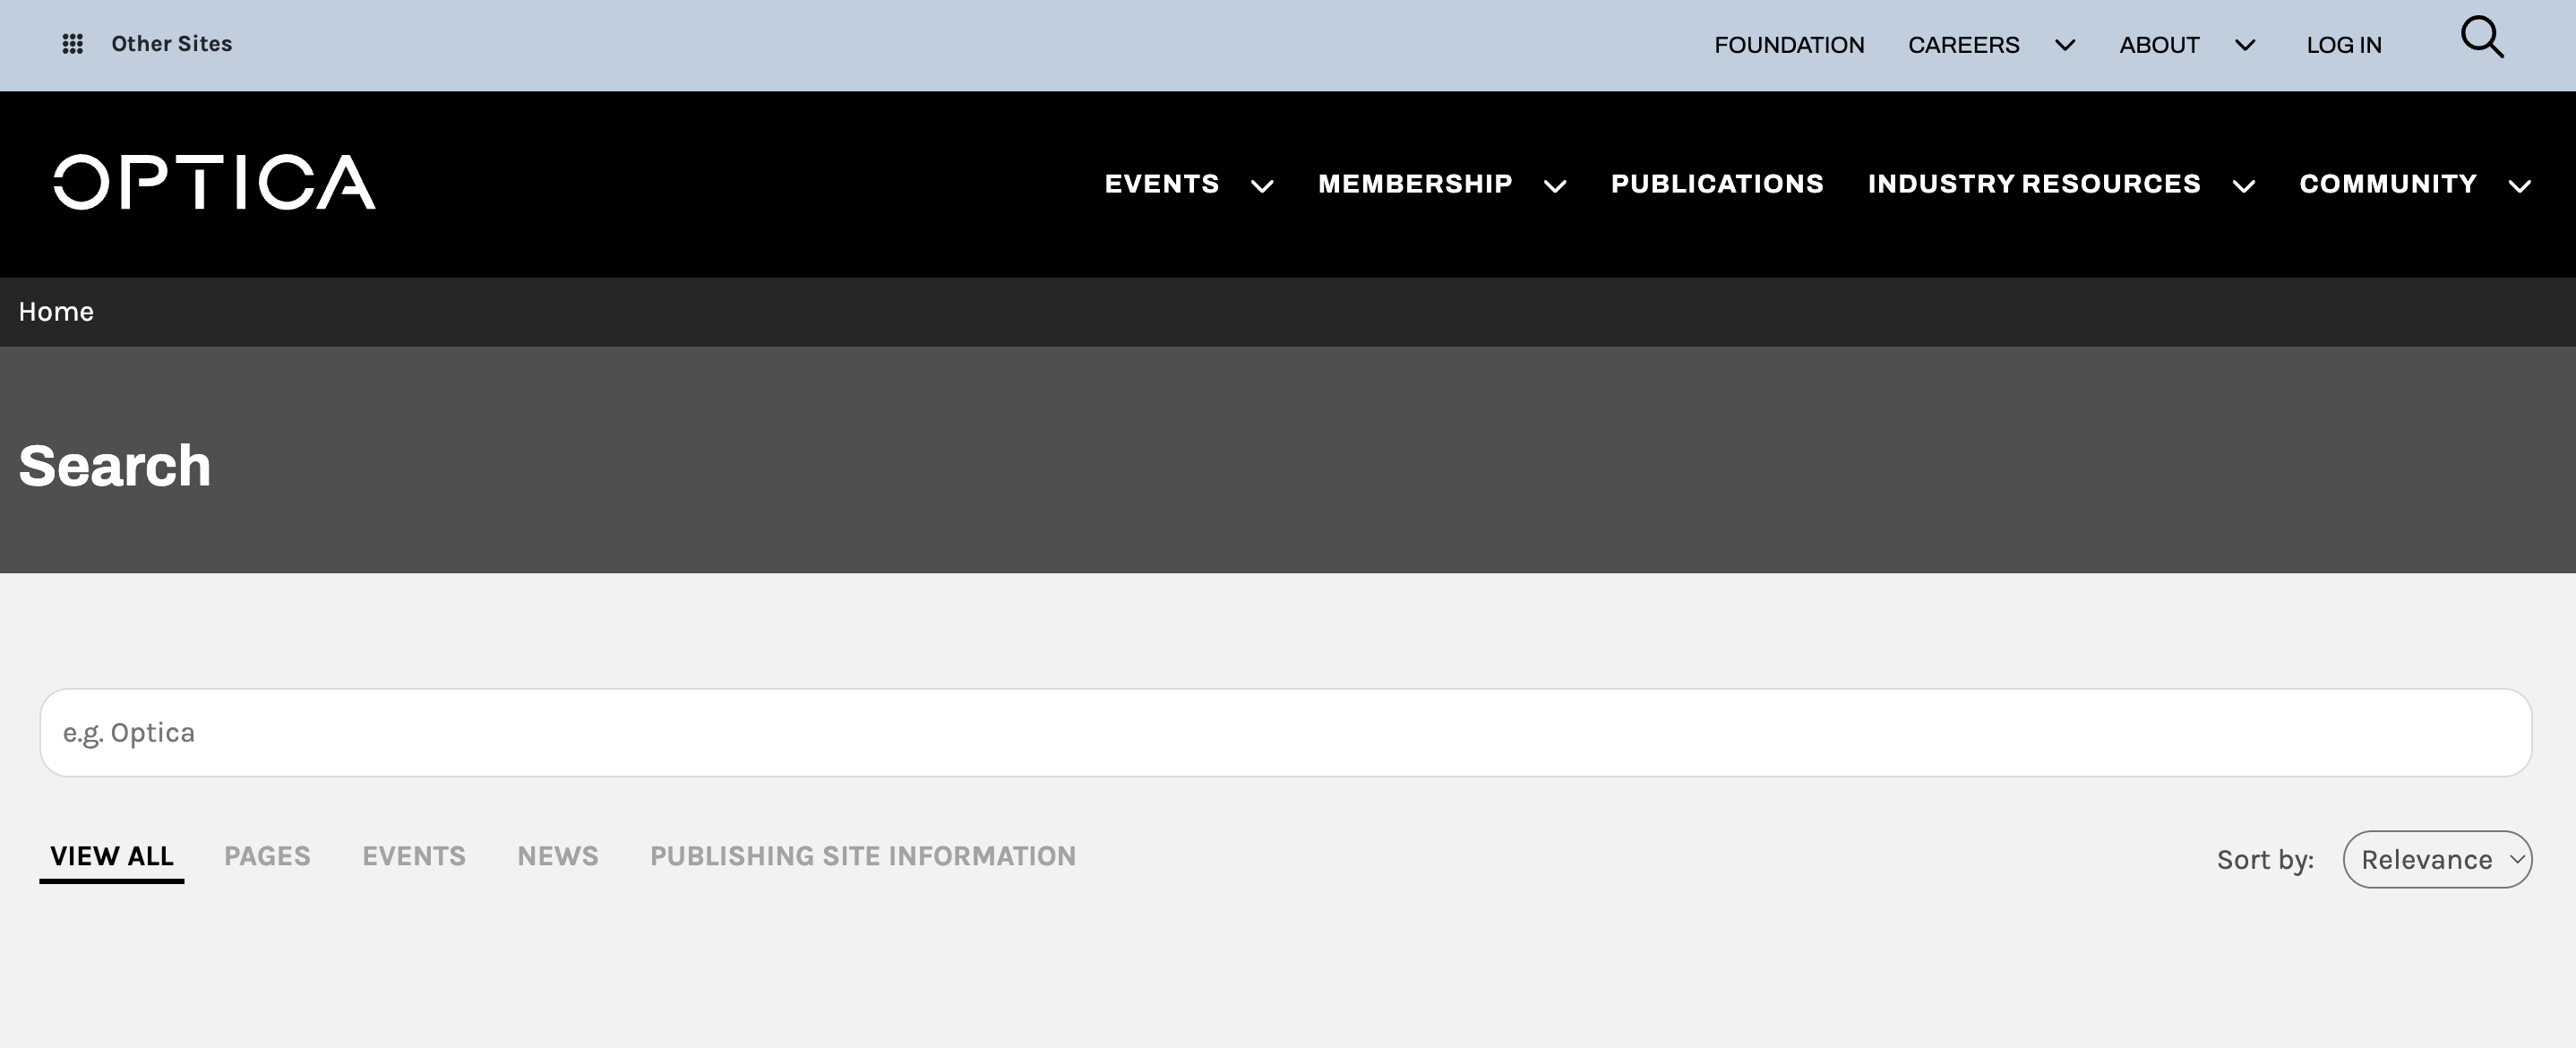 Other Sites FOUNDATION CAREERS ABOUT LOG IN
OPTICA EVENTS MEMBERSHIP PUBLICATIONS INDUSTRY RESOURCES COMMUNITY
Home
Search
e.g. Optica
VIEW ALL PAGES EVENTS NEWS PUBLISHING SITE INFORMATION Sort by: Relevance